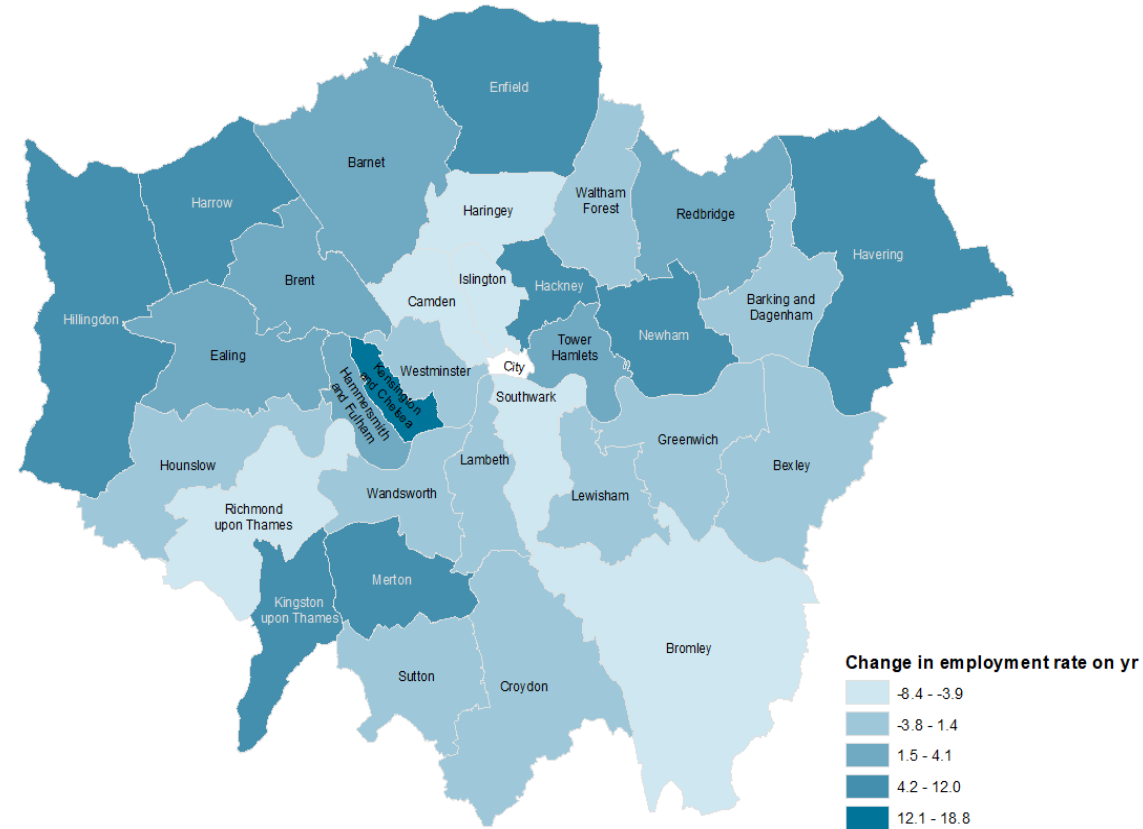 Enfield
Barnet
Harrow
Haringey
Waltham
Forest
Redbridge
Havering
Brent
Islington
Hackney
Camden
Barking and
Dagenham
Hillingdon
Newham
Ealing
Tower
Hamlets
Westminster
City
Kensington
and Chelsea
Hammersmith
and Fulham
Southwark
Greenwich
Hounslow
Lambeth
Bexley
Wandsworth
Lewisham
Richmond
upon Thames
Merton
Kingston
upon Thames
Bromley
Sutton
Croydon
Change in employment rate on yr
-8.4 - -3.9
-3.8 - 1.4
1.5 - 4.1
4.2 - 12.0
12.1 - 18.8